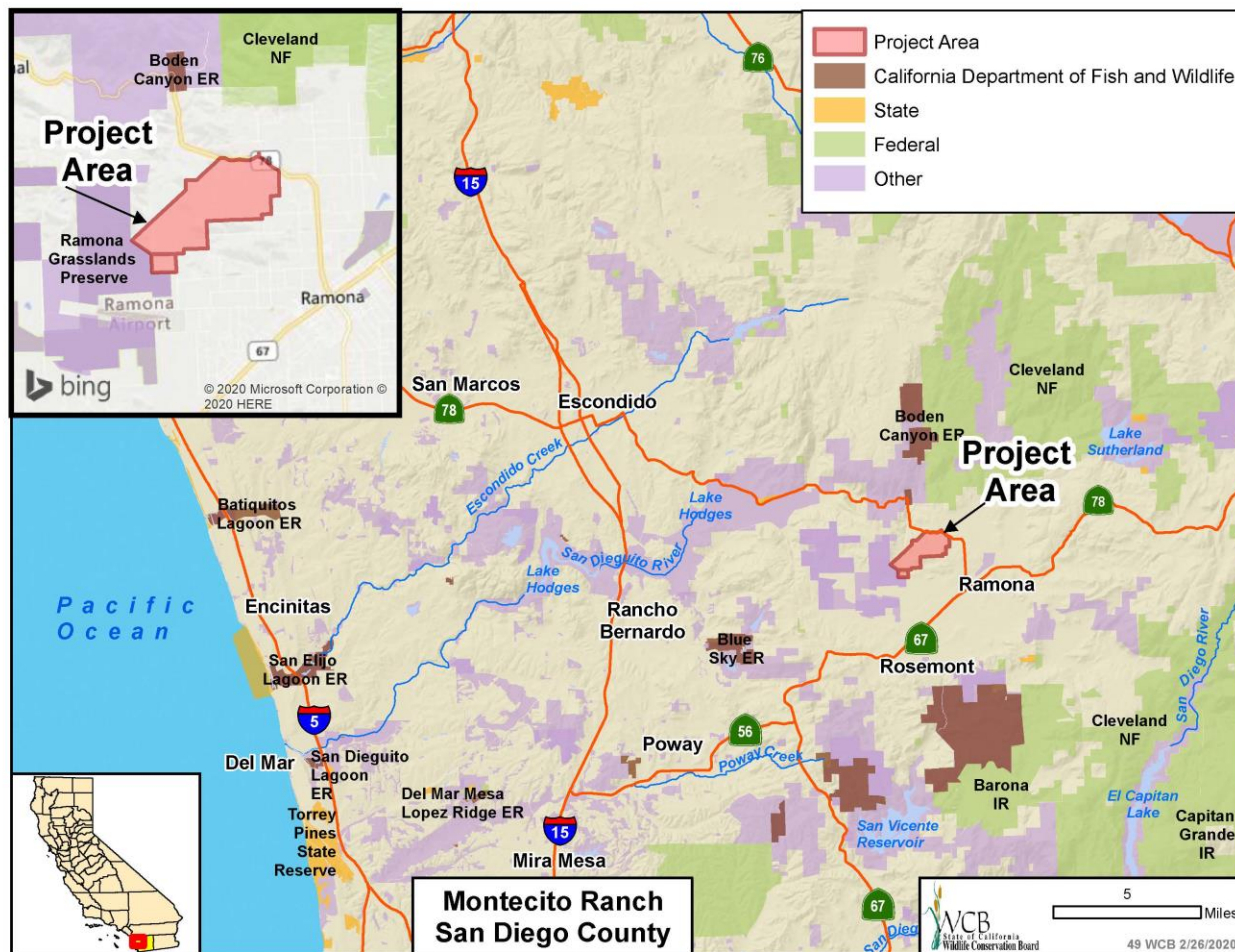 Boden
Canyon ER
Cleveland
NF
nal
Project
Area
78
Ramona
Grasslands
Preserve
Ramona
Airport
Ramona
67
bing
© 2020 Microsoft Corporation ©
2020 HERE
Project Area
California Department of Fish and Wildlife
State
Federal
Other
76
15
San Marcos
78
Escondido
Escondido Creek
Cleveland
NF
Boden
Canyon ER
Lake
Sutherland
Project
Area
78
Batiquitos
Lagoon ER
Lake
Hodges
San Dieguito River
Lake
Hodges
Pacific
Ocean
Encinitas
Rancho
Bernardo
Ramona
San Elijo
Lagoon ER
Blue
Sky ER
67
Rosemont
San Diego River
5
Del Mar
San Dieguito
Lagoon
ER
Poway
56
Poway Creek
Cleveland
NF
Barona
IR
El Capitan
Lake
Capitan
Grande
IR
Del Mar Mesa
Lopez Ridge ER
Torrey
Pines
State
Reserve
15
Mira Mesa
San Vicente
Reservoir
67
San Dieg
Montecito Ranch
San Diego County
WCB
State of California
Wildlife Conservation Board
5
Miles
49 WCB 2/26/2020